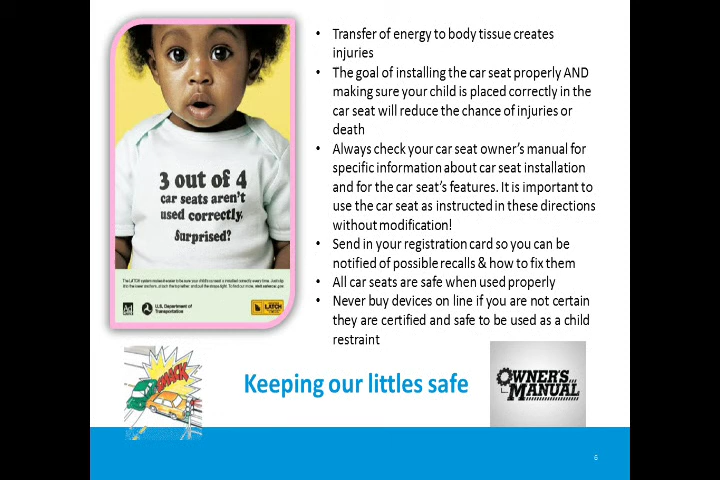 3 out of 4
car seats aren't
used correctly.
Surprised?
U.S. Department of
Transportation
LATCH
• Transfer of energy to body tissue creates
injuries
• The goal of installing the car seat properly AND
making sure your child is placed correctly in the
car seat will reduce the chance of injuries or
death
• Always check your car seat owner's manual for
specific information about car seat installation
and for the car seat's features. It is important to
use the car seat as instructed in these directions
without modification!
• Send in your registration card so you can be
notified of possible recalls & how to fix them
• All car seats are safe when used properly
• Never buy devices on line if you are not certain
they are certified and safe to be used as a child
restraint
SMACK
Keeping our littles safe
OWNER'S
MANUAL
6